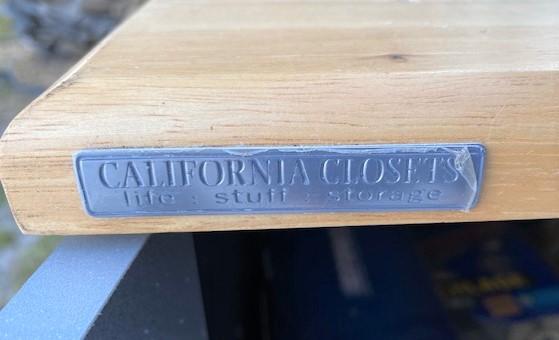 CALIFORNIA CLOSETS
life : stuff : storage